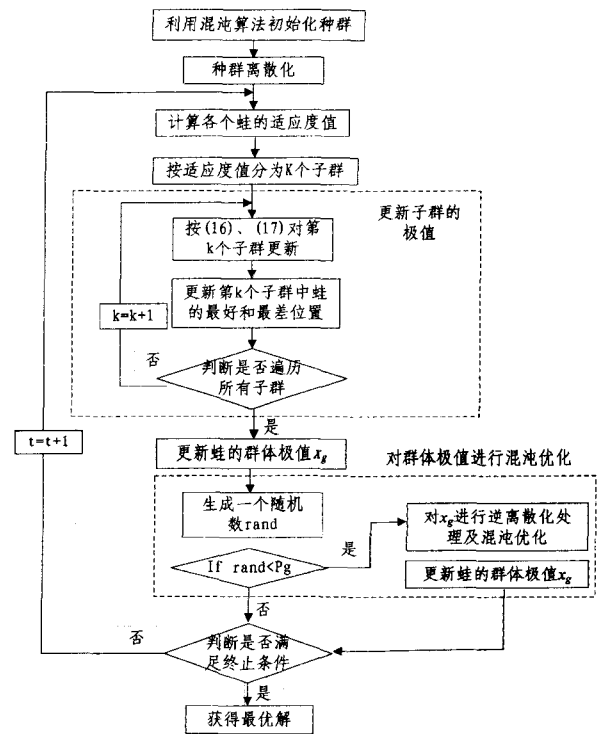 利用混沌算法初始化种群
种群离散化
计算各个蛙的适应度值
按适应度值分为K个子群
更新子群的
极值
按(16)、(17)对第
k个子群更新
更新第k个子群中蛙
的最好和最差位置
k=k+1
否
判断是否遍历
所有子群
是
t=t+1
更新蛙的群体极值xg
对群体极值进行混沌优化
生成一个随机
数rand
对xg进行逆离散化处
理及混沌优化
是
If rand<Pg
更新蛙的群体极值xg
否
否
判断是否满
足终止条件
是
获得最优解